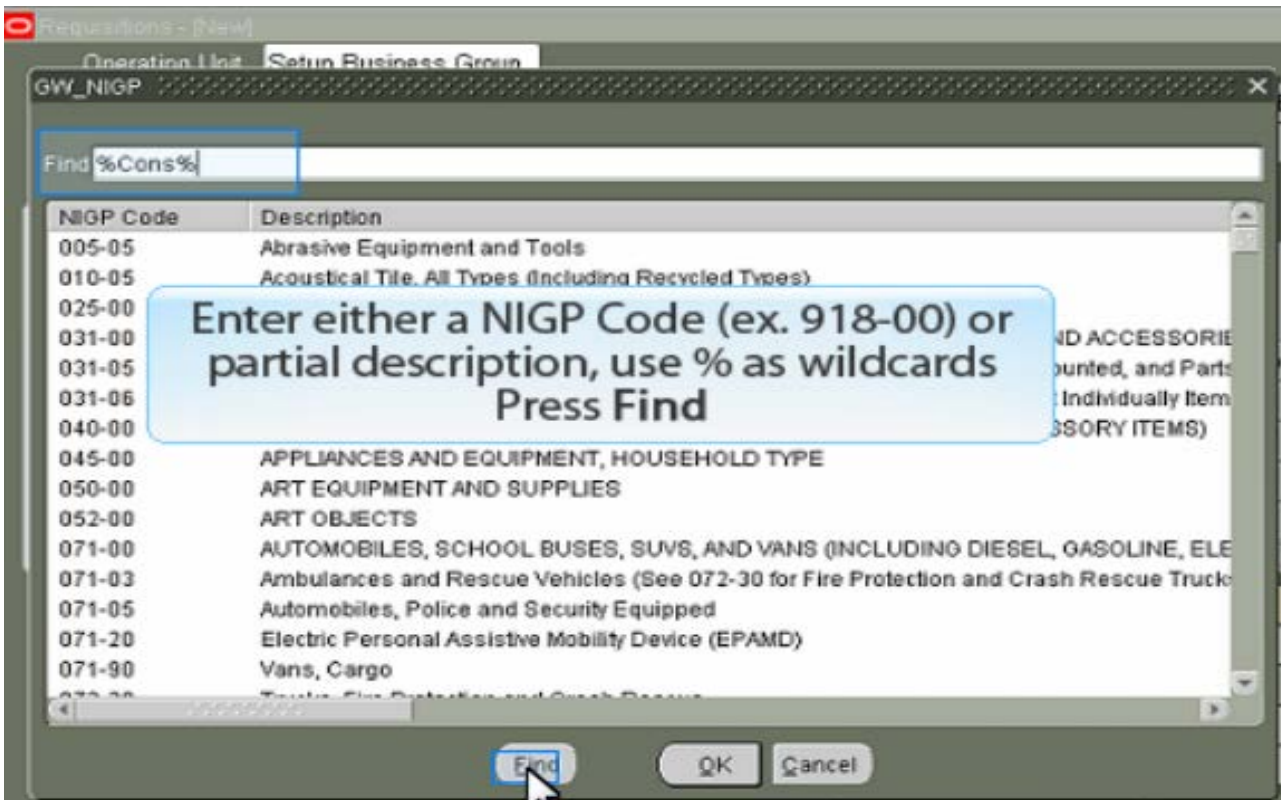 Requisitions - [New]
Operating Unit Setup Business Group
GW_NIGP
Find %Cons%
NIGP Code Description
005-05 Abrasive Equipment and Tools
010-05 Acoustical Tile, All Types (Including Recycled Types)
025-00
031-00 ND ACCESSORIE
031-05 ounted, and Parts
031-06 Individually Item
040-00 SSORY ITEMS)
Enter either a NIGP Code (ex. 918-00) or
partial description, use % as wildcards
Press Find
045-00 APPLIANCES AND EQUIPMENT, HOUSEHOLD TYPE
050-00 ART EQUIPMENT AND SUPPLIES
052-00 ART OBJECTS
071-00 AUTOMOBILES, SCHOOL BUSES, SUVS, AND VANS (INCLUDING DIESEL, GASOLINE, ELE
071-03 Ambulances and Rescue Vehicles (See 072-30 for Fire Protection and Crash Rescue Truck
071-05 Automobiles, Police and Security Equipped
071-20 Electric Personal Assistive Mobility Device (EPAMD)
071-90 Vans, Cargo
Find OK Cancel